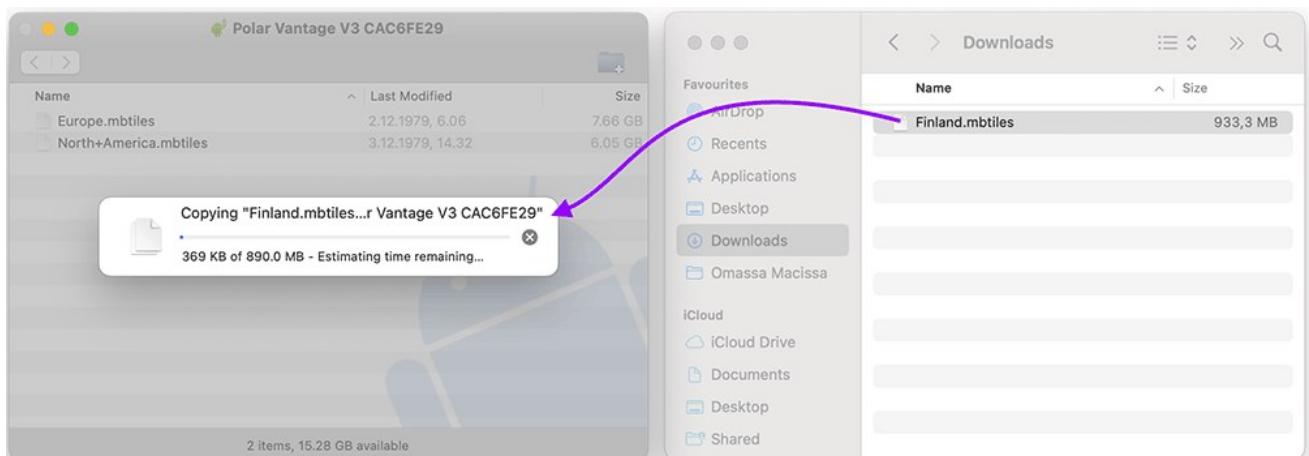 Polar Vantage V3 CAC6FE29
Name Last Modified Size
Europe.mbtiles 2.12.1979, 6.06 7.66 GB
North+America.mbtiles 3.12.1979, 14.32 6.05 GB
Copying "Finland.mbtiles...r Vantage V3 CAC6FE29"
369 KB of 890.0 MB - Estimating time remaining...
2 items, 15.28 GB available
Favourites
AirDrop
Recents
Applications
Desktop
Downloads
Omassa Macissa
iCloud
iCloud Drive
Documents
Desktop
Shared
Downloads
Name Size
Finland.mbtiles 933,3 MB